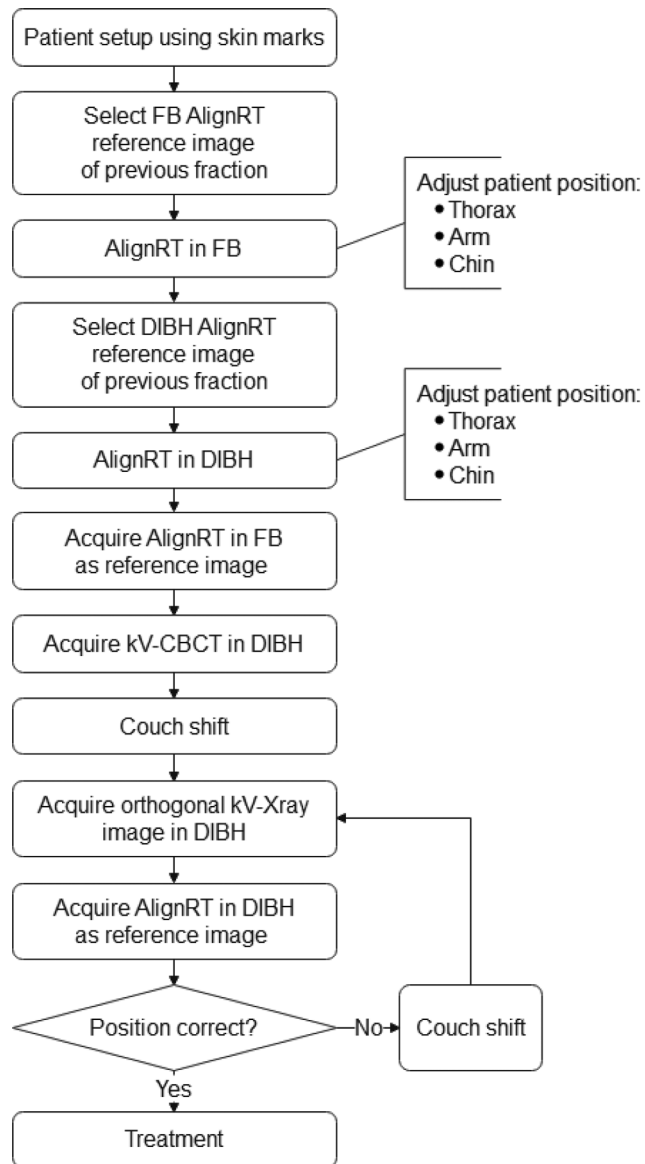 Patient setup using skin marks
Select FB AlignRT
reference image
of previous fraction
Adjust patient position:
• Thorax
• Arm
• Chin
AlignRT in FB
Select DIBH AlignRT
reference image
of previous fraction
Adjust patient position:
• Thorax
• Arm
• Chin
AlignRT in DIBH
Acquire AlignRT in FB
as reference image
Acquire kV-CBCT in DIBH
Couch shift
Acquire orthogonal kV-Xray
image in DIBH
Acquire AlignRT in DIBH
as reference image
Position correct?
No
Couch shift
Yes
Treatment